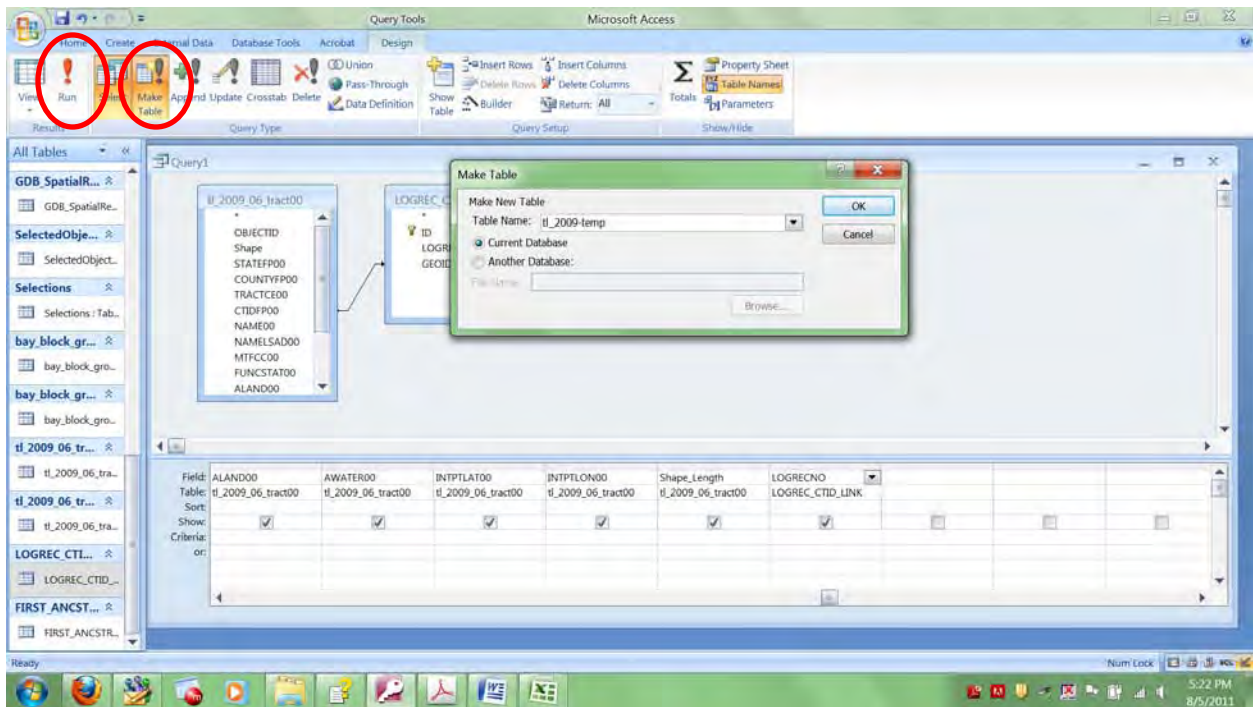 Query Tools Microsoft Access
Home Create External Data Database Tools Acrobat Design
View Run Select Make Table Append Update Crosstab Delete
Union
Pass-Through
Data Definition
Show Table
Insert Rows
Delete Rows
Builder
Insert Columns
Delete Columns
Return: All
Totals
Property Sheet
Table Names
Parameters
Results Query Type Query Setup Show/Hide
All Tables
GDB_SpatialR...
GDB_SpatialRe...
SelectedObje...
SelectedObject...
Selections
Selections : Tab...
bay_block_gr...
bay_block_gro...
bay_block_gr...
bay_block_gro...
tl_2009_06_tr...
tl_2009_06_tra...
tl_2009_06_tr...
tl_2009_06_tra...
LOGREC_CTI...
LOGREC_CTID_...
FIRST_ANCST...
FIRST_ANCSTR...
Query1
tl_2009_06_tract00
*
OBJECTID
Shape
STATEFP00
COUNTYFP00
TRACTCE00
CTIDFP00
NAME00
NAMELSAD00
MTFCC00
FUNCSTAT00
ALAND00
LOGREC_C
*
ID
LOGR
GEOID
Make Table
Make New Table
Table Name: tl_2009-temp
Current Database
Another Database:
File Name:
Browse...
OK
Cancel
Field: ALAND00 AWATER00 INTPTLAT00 INTPTLON00 Shape_Length LOGRECNO
Table: tl_2009_06_tract00 tl_2009_06_tract00 tl_2009_06_tract00 tl_2009_06_tract00 tl_2009_06_tract00 LOGREC_CTID_LINK
Sort:
Show:
Criteria:
or:
Ready Num Lock
5:22 PM
8/5/2011